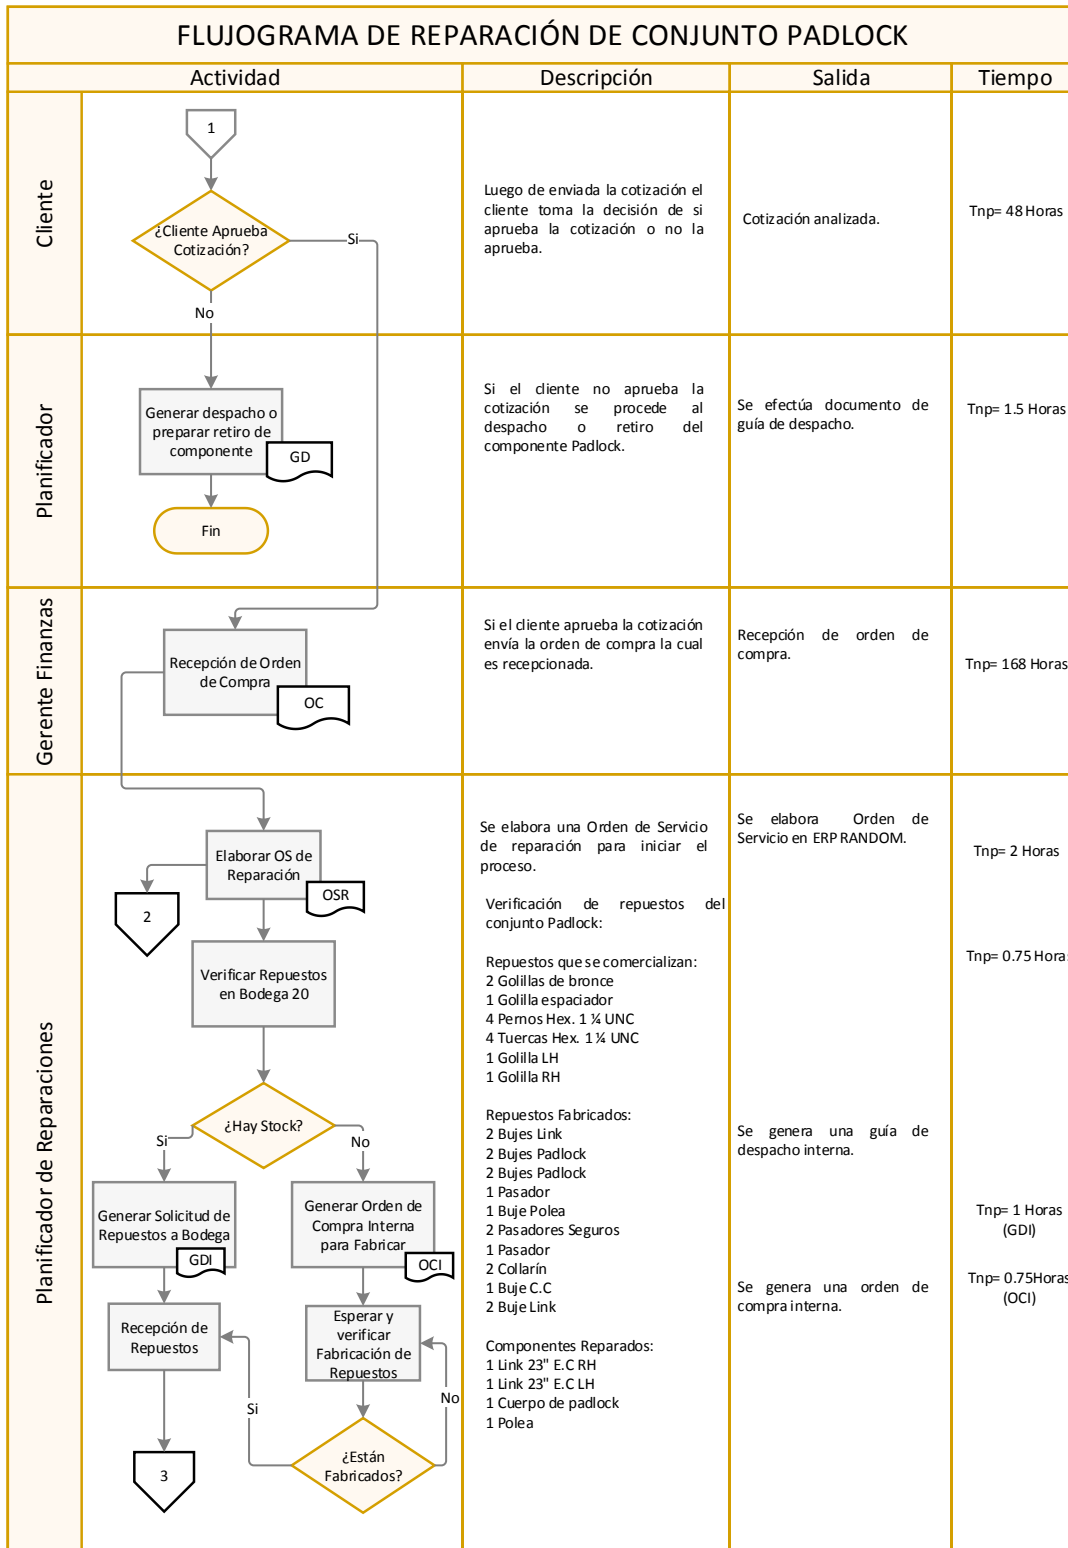 FLUJOGRAMA DE REPARACIÓN DE CONJUNTO PADLOCK
Actividad
Descripción
Salida
Tiempo
Cliente
1
¿Cliente Aprueba
Cotización?
Si
No
Luego de enviada la cotización el
cliente toma la decisión de si
aprueba la cotización o no la
aprueba.
Cotización analizada.
Tnp= 48 Horas
Planificador
Generar despacho o
preparar retiro de
componente
GD
Fin
Si el cliente no aprueba la
cotización se procede al
despacho o retiro del
componente Padlock.
Se efectúa documento de
guía de despacho.
Tnp= 1.5 Horas
Gerente Finanzas
Recepción de Orden
de Compra
OC
Si el cliente aprueba la cotización
envía la orden de compra la cual
es recepcionada.
Recepción de orden de
compra.
Tnp= 168 Horas
Planificador de Reparaciones
Elaborar OS de
Reparación
OSR
2
Verificar Repuestos
en Bodega 20
¿Hay Stock?
Si
No
Generar Solicitud de
Repuestos a Bodega
GDI
Generar Orden de
Compra Interna
para Fabricar
OCI
Recepción de
Repuestos
Esperar y
verificar
Fabricación de
Repuestos
Si
No
¿Están
Fabricados?
3
Se elabora una Orden de Servicio
de reparación para iniciar el
proceso.
Verificación de repuestos del
conjunto Padlock:
Repuestos que se comercializan:
2 Golillas de bronce
1 Golilla espaciador
4 Pernos Hex. 1 ¼ UNC
4 Tuercas Hex. 1 ¼ UNC
1 Golilla LH
1 Golilla RH
Repuestos Fabricados:
2 Bujes Link
2 Bujes Padlock
2 Bujes Padlock
1 Pasador
1 Buje Polea
2 Pasadores Seguros
1 Pasador
2 Collarín
1 Buje C.C
2 Buje Link
Componentes Reparados:
1 Link 23" E.C RH
1 Link 23" E.C LH
1 Cuerpo de padlock
1 Polea
Se elabora Orden de
Servicio en ERP RANDOM.
Se genera una guía de
despacho interna.
Se genera una orden de
compra interna.
Tnp= 2 Horas
Tnp= 0.75 Horas
Tnp= 1 Horas
(GDI)
Tnp= 0.75Horas
(OCI)